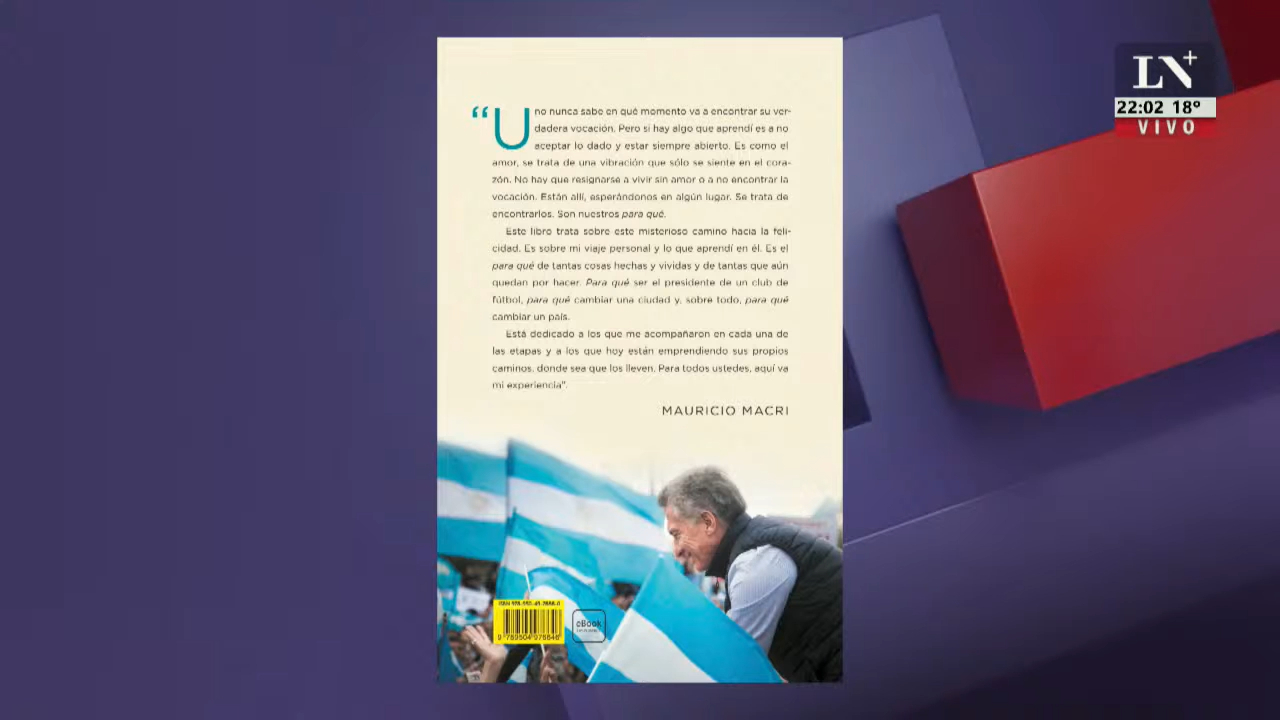 LN+
22:02 18°
VIVO
“Uno nunca sabe en qué momento va a encontrar su ver-
dadera vocación. Pero si hay algo que aprendí es a no
aceptar lo dado y estar siempre abierto. Es como el
amor, se trata de una vibración que sólo se siente en el cora-
zón. No hay que resignarse a vivir sin amor o a no encontrar la
vocación. Están allí, esperándonos en algún lugar. Se trata de
encontrarlos. Son nuestros para qué.
Este libro trata sobre este misterioso camino hacia la feli-
cidad. Es sobre mi viaje personal y lo que aprendí en él. Es el
para qué de tantas cosas hechas y vividas y de tantas que aún
quedan por hacer. Para qué ser el presidente de un club de
fútbol, para qué cambiar una ciudad y, sobre todo, para qué
cambiar un país.
Está dedicado a los que me acompañaron en cada una de
las etapas y a los que hoy están emprendiendo sus propios
caminos, donde sea que los lleven. Para todos ustedes, aquí va
mi experiencia”.
MAURICIO MACRI
ISBN
eBook